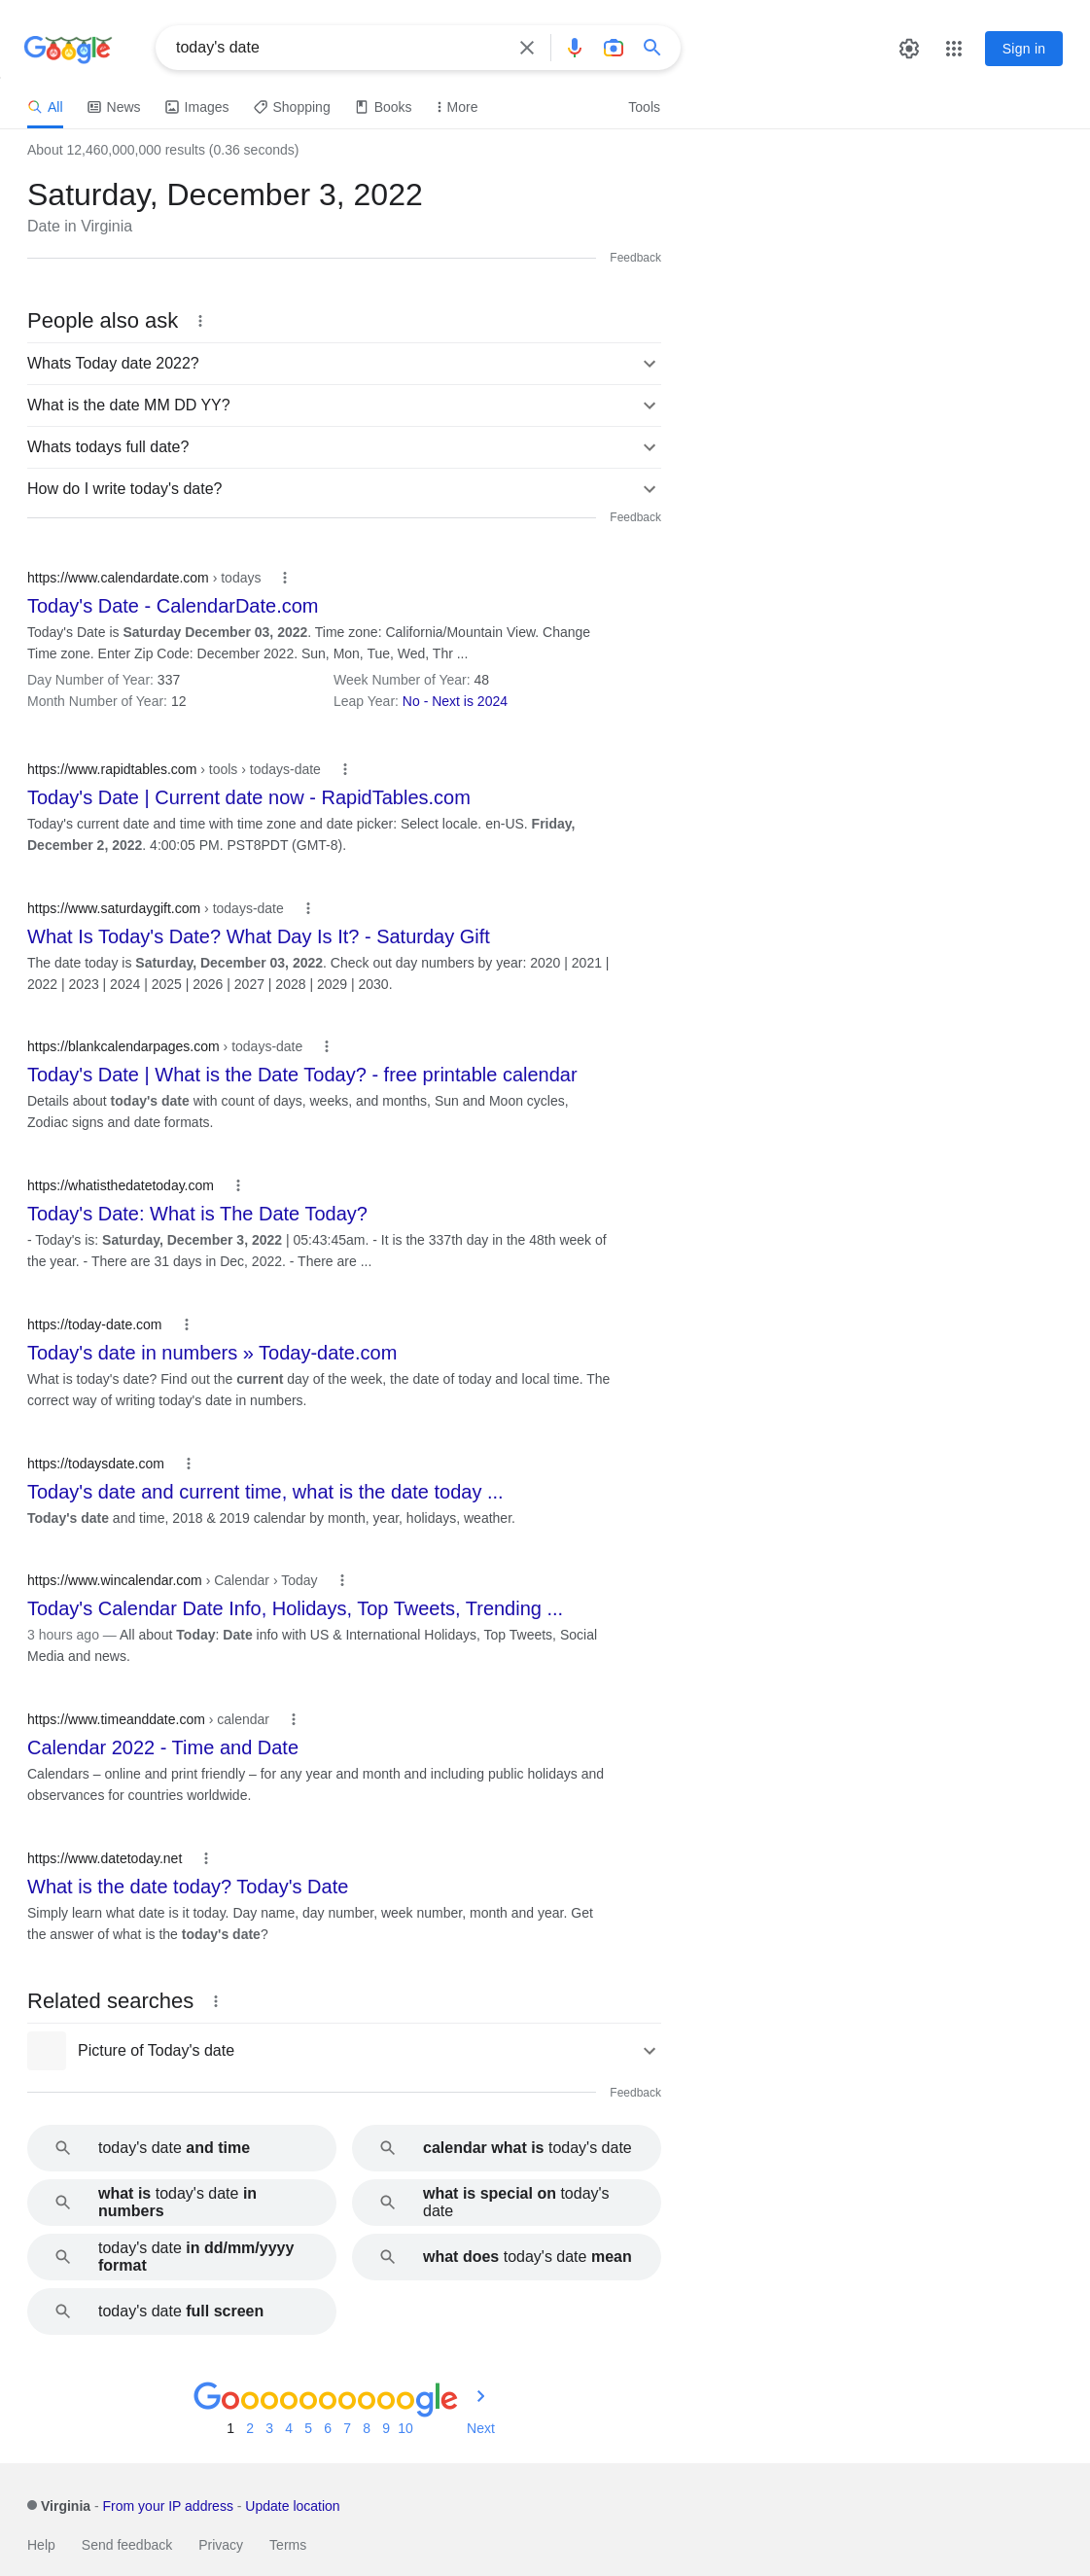 Google
today's date
Sign in
All
News
Images
Shopping
Books
More
Tools
About 12,460,000,000 results (0.36 seconds)
Saturday, December 3, 2022
Date in Virginia
Feedback
People also ask
Whats Today date 2022?
What is the date MM DD YY?
Whats todays full date?
How do I write today's date?
Feedback
https://www.calendardate.com › todays
Today's Date - CalendarDate.com
Today's Date is Saturday December 03, 2022. Time zone: California/Mountain View. Change
Time zone. Enter Zip Code: December 2022. Sun, Mon, Tue, Wed, Thr ...
Day Number of Year: 337
Week Number of Year: 48
Month Number of Year: 12
Leap Year: No - Next is 2024
https://www.rapidtables.com › tools › todays-date
Today's Date | Current date now - RapidTables.com
Today's current date and time with time zone and date picker: Select locale. en-US. Friday,
December 2, 2022. 4:00:05 PM. PST8PDT (GMT-8).
https://www.saturdaygift.com › todays-date
What Is Today's Date? What Day Is It? - Saturday Gift
The date today is Saturday, December 03, 2022. Check out day numbers by year: 2020 | 2021 |
2022 | 2023 | 2024 | 2025 | 2026 | 2027 | 2028 | 2029 | 2030.
https://blankcalendarpages.com › todays-date
Today's Date | What is the Date Today? - free printable calendar
Details about today's date with count of days, weeks, and months, Sun and Moon cycles,
Zodiac signs and date formats.
https://whatisthedatetoday.com
Today's Date: What is The Date Today?
- Today's is: Saturday, December 3, 2022 | 05:43:45am. - It is the 337th day in the 48th week of
the year. - There are 31 days in Dec, 2022. - There are ...
https://today-date.com
Today's date in numbers » Today-date.com
What is today's date? Find out the current day of the week, the date of today and local time. The
correct way of writing today's date in numbers.
https://todaysdate.com
Today's date and current time, what is the date today ...
Today's date and time, 2018 & 2019 calendar by month, year, holidays, weather.
https://www.wincalendar.com › Calendar › Today
Today's Calendar Date Info, Holidays, Top Tweets, Trending ...
3 hours ago — All about Today: Date info with US & International Holidays, Top Tweets, Social
Media and news.
https://www.timeanddate.com › calendar
Calendar 2022 - Time and Date
Calendars – online and print friendly – for any year and month and including public holidays and
observances for countries worldwide.
https://www.datetoday.net
What is the date today? Today's Date
Simply learn what date is it today. Day name, day number, week number, month and year. Get
the answer of what is the today's date?
Related searches
Picture of Today's date
Feedback
today's date and time
calendar what is today's date
what is today's date in
numbers
what is special on today's
date
today's date in dd/mm/yyyy
format
what does today's date mean
today's date full screen
Goooooooooogle
1 2 3 4 5 6 7 8 9 10 Next
Virginia - From your IP address - Update location
Help Send feedback Privacy Terms